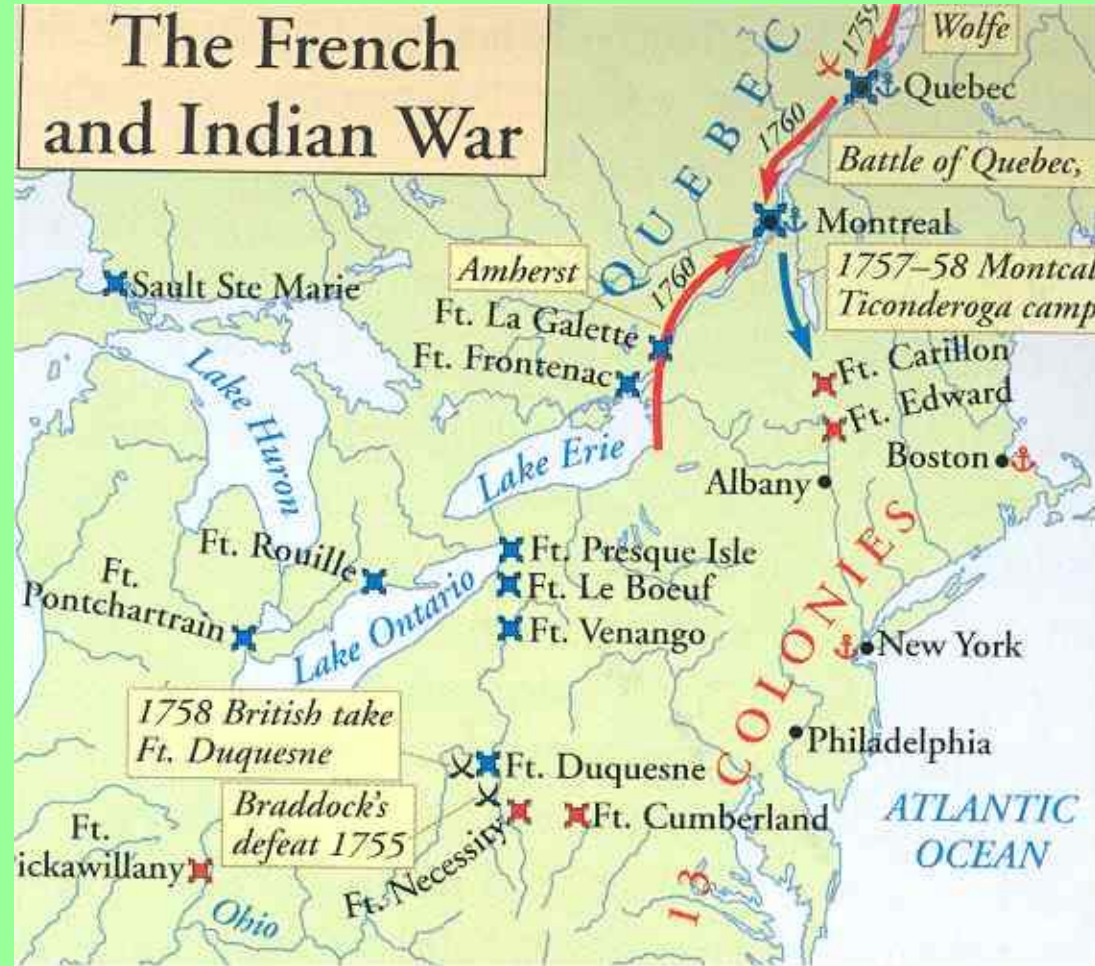 The French
and Indian War
1759
Wolfe
Quebec
QUEBEC
1760
Battle of Quebec,
Montreal
Amherst
1760
1757–58
Ticonderoga
Sault Ste Marie
Ft. La Galette
Ft. Frontenac
Ft. Carillon
Ft. Edward
Lake Huron
Lake Erie
Boston
Albany
Ft. Rouille
Ft. Presque Isle
Ft.
Pontchartrain
Lake Ontario
Ft. Le Boeuf
Ft. Venango
New York
13 COLONIES
1758 British take
Ft. Duquesne
Ft. Duquesne
Philadelphia
Braddock's
defeat 1755
Ft. Necessity
Ft. Cumberland
ATLANTIC
OCEAN
Ft.
ickawillany
Ohio